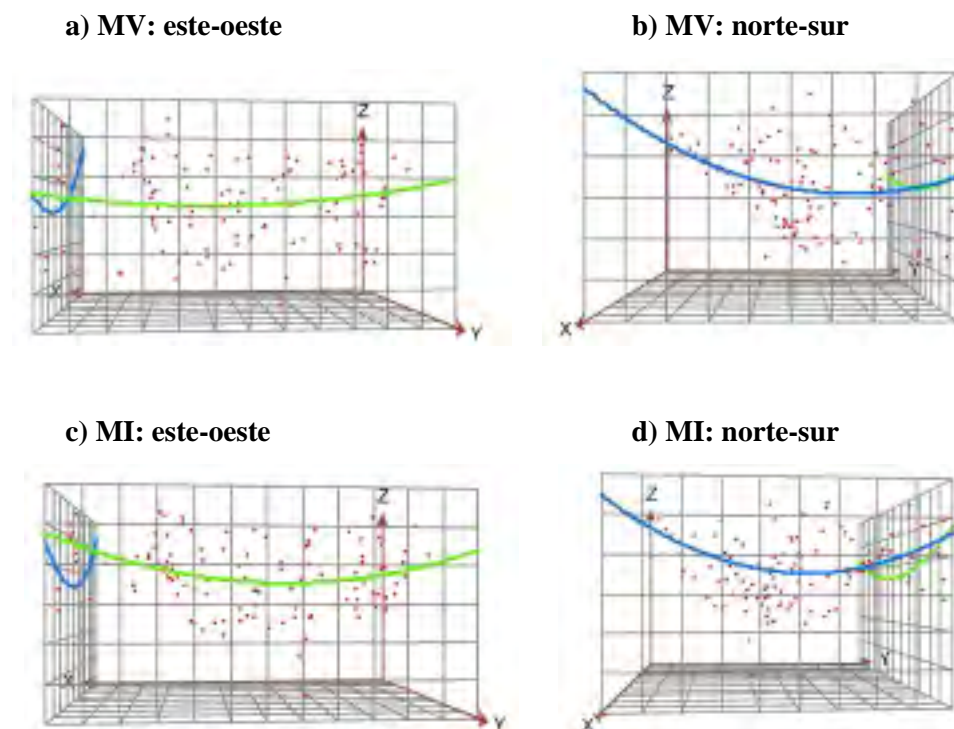 a) MV: este-oeste
b) MV: norte-sur
Z
X
Y
Z
Y
X
c) MI: este-oeste
d) MI: norte-sur
Z
X
Y
Z
Y
X